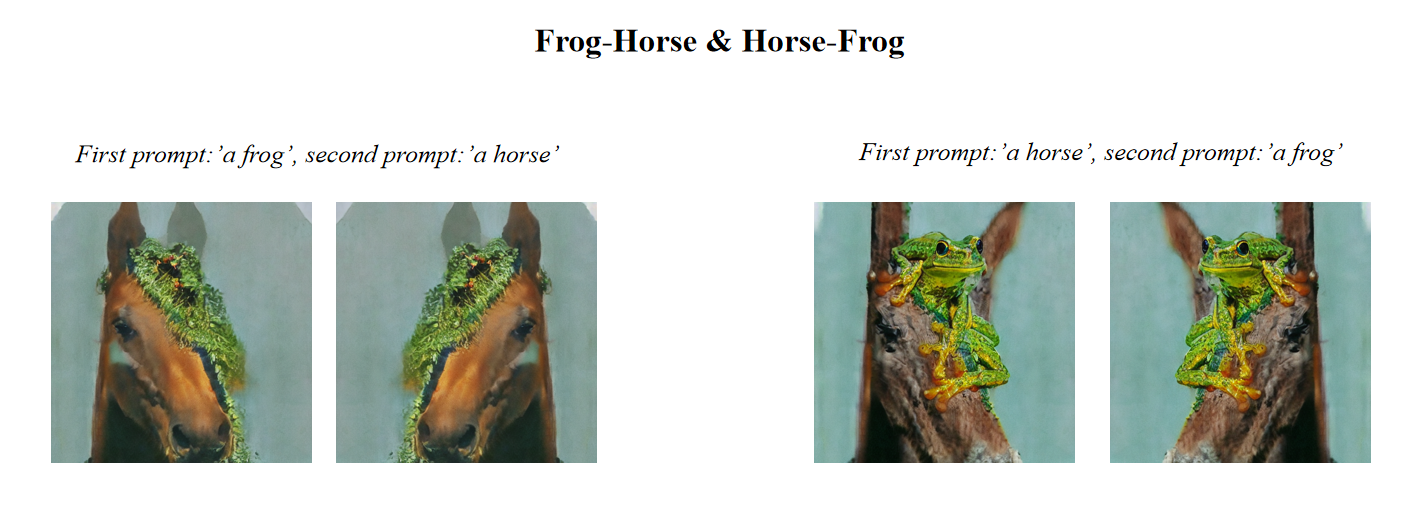 Frog-Horse & Horse-Frog
First prompt:’a frog’, second prompt:’a horse’
First prompt:’a horse’, second prompt:’a frog’